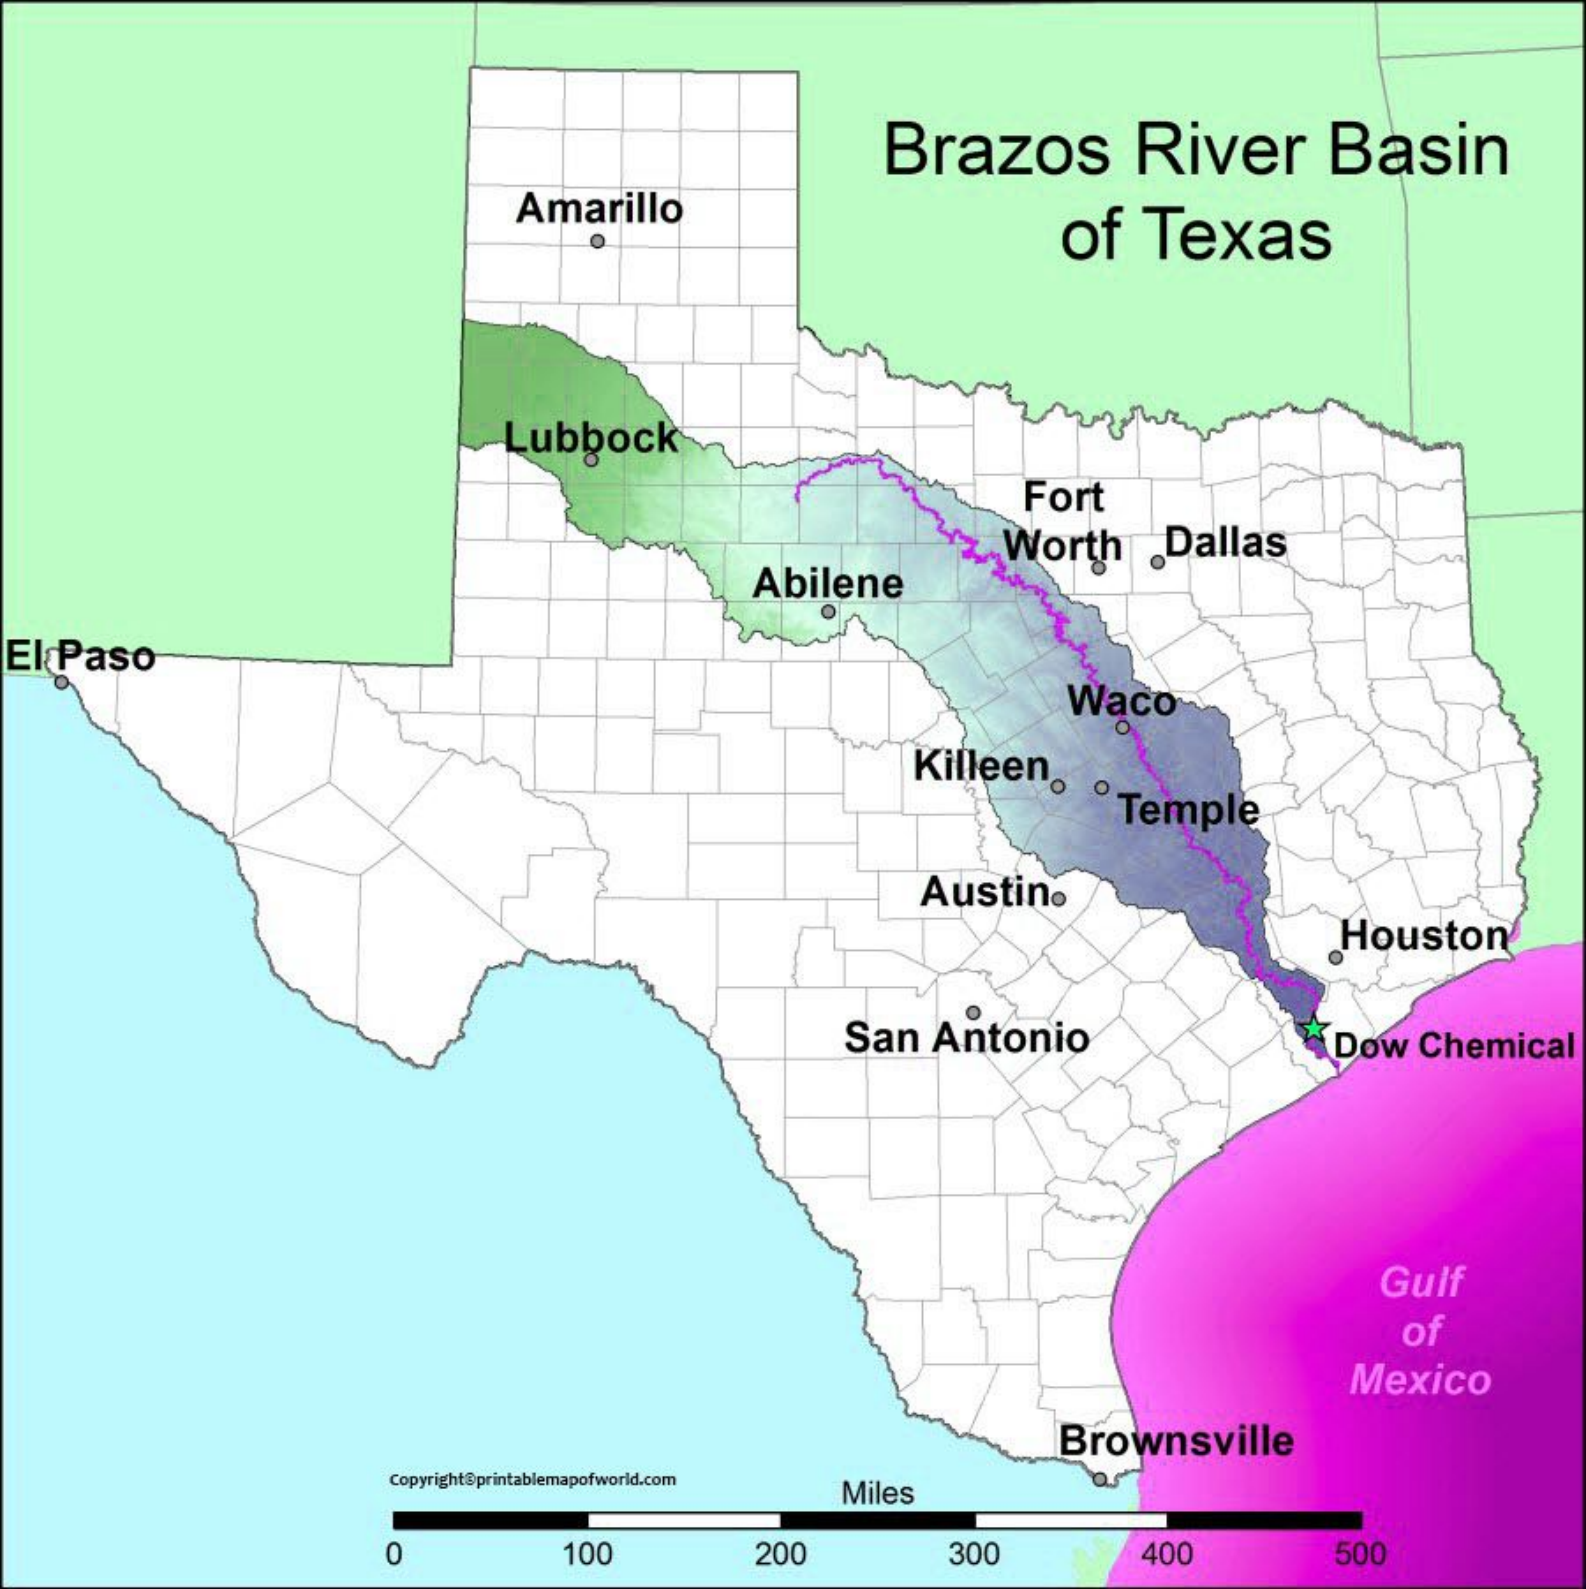 Brazos River Basin
of Texas
Amarillo
Lubbock
Fort
Worth
Dallas
Abilene
El Paso
Waco
Killeen
Temple
Austin
Houston
San Antonio
Dow Chemical
Gulf
of
Mexico
Brownsville
Copyright©printablemapofworld.com
Miles
0 100 200 300 400 500